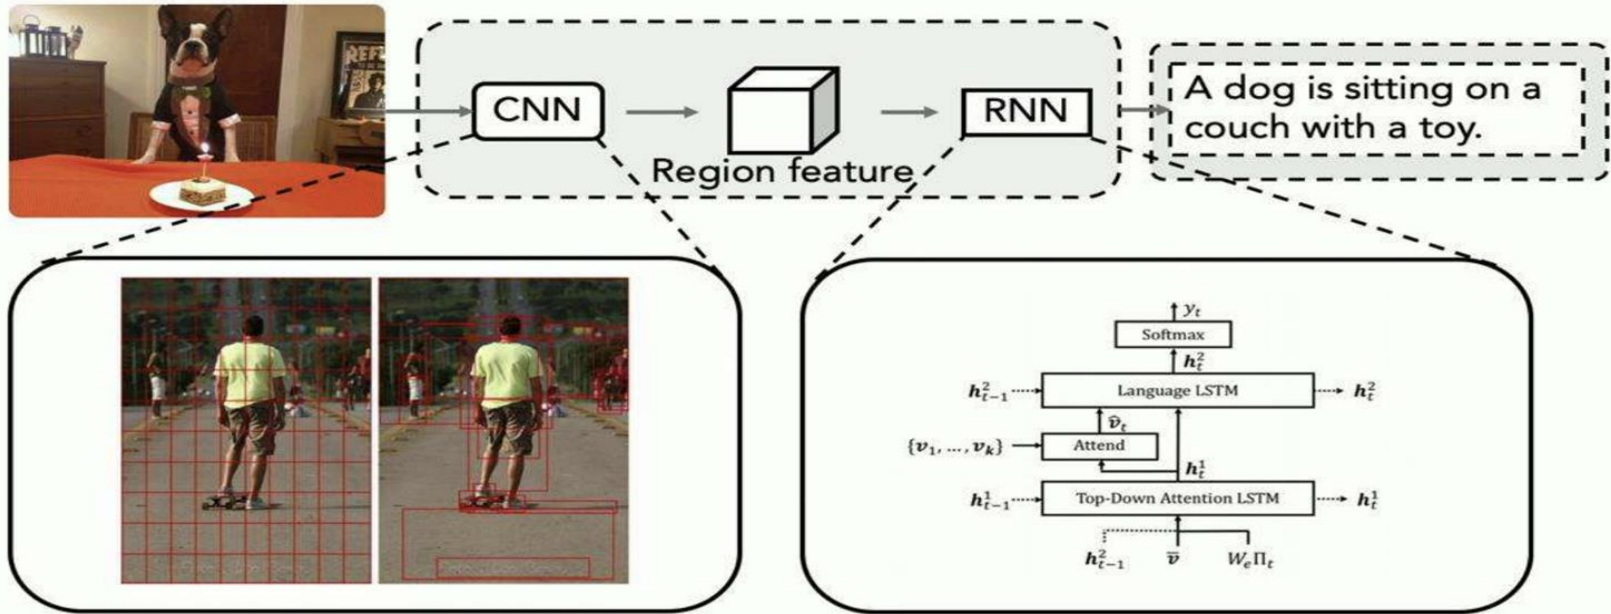 REF
CNN
Region feature
RNN
A dog is sitting on a
couch with a toy.
y_t
Softmax
h_t^2
h_{t-1}^2
Language LSTM
h_t^2
v̂_t
{v_1, ..., v_k}
Attend
h_t^1
h_{t-1}^1
Top-Down Attention LSTM
h_t^1
h_{t-1}^2
v̄
W_eΠ_t